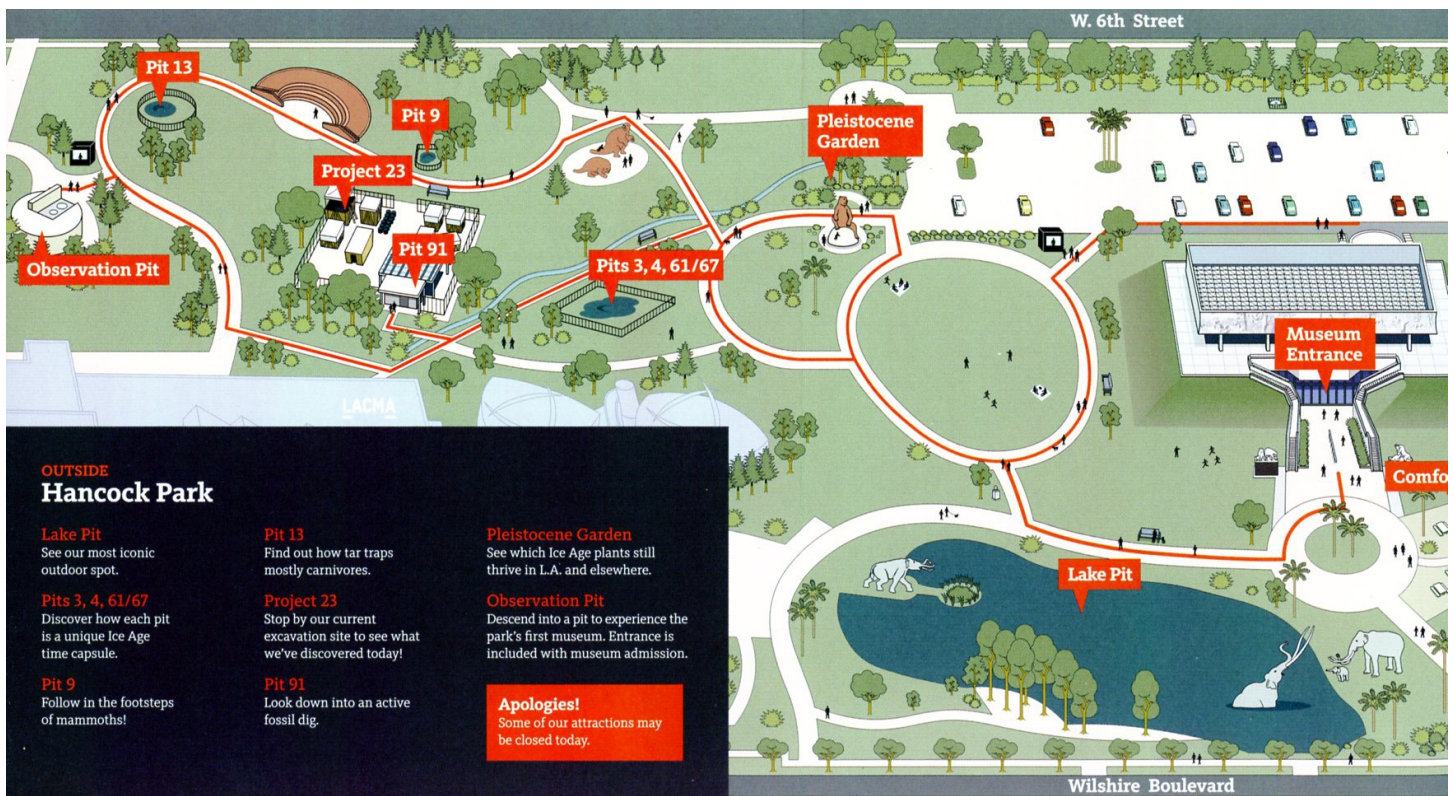 W. 6th Street
Pit 13
Pit 9
Pleistocene
Garden
Project 23
Observation Pit
Pit 91
Pits 3, 4, 61/67
Museum
Entrance
LACMA
Comfo
Lake Pit
Wilshire Boulevard
OUTSIDE
Hancock Park
Lake Pit
See our most iconic
outdoor spot.
Pits 3, 4, 61/67
Discover how each pit
is a unique Ice Age
time capsule.
Pit 9
Follow in the footsteps
of mammoths!
Pit 13
Find out how tar traps
mostly carnivores.
Project 23
Stop by our current
excavation site to see what
we've discovered today!
Pit 91
Look down into an active
fossil dig.
Pleistocene Garden
See which Ice Age plants still
thrive in L.A. and elsewhere.
Observation Pit
Descend into a pit to experience the
park's first museum. Entrance is
included with museum admission.
Apologies!
Some of our attractions may
be closed today.